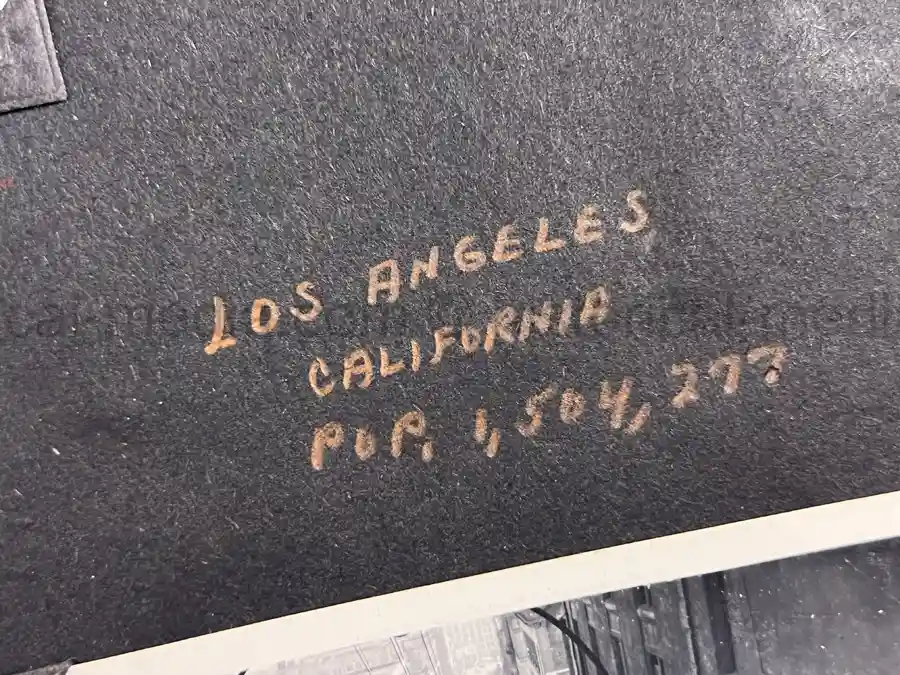 LOS ANGELES
CALIFORNIA
POP. 1,504,277